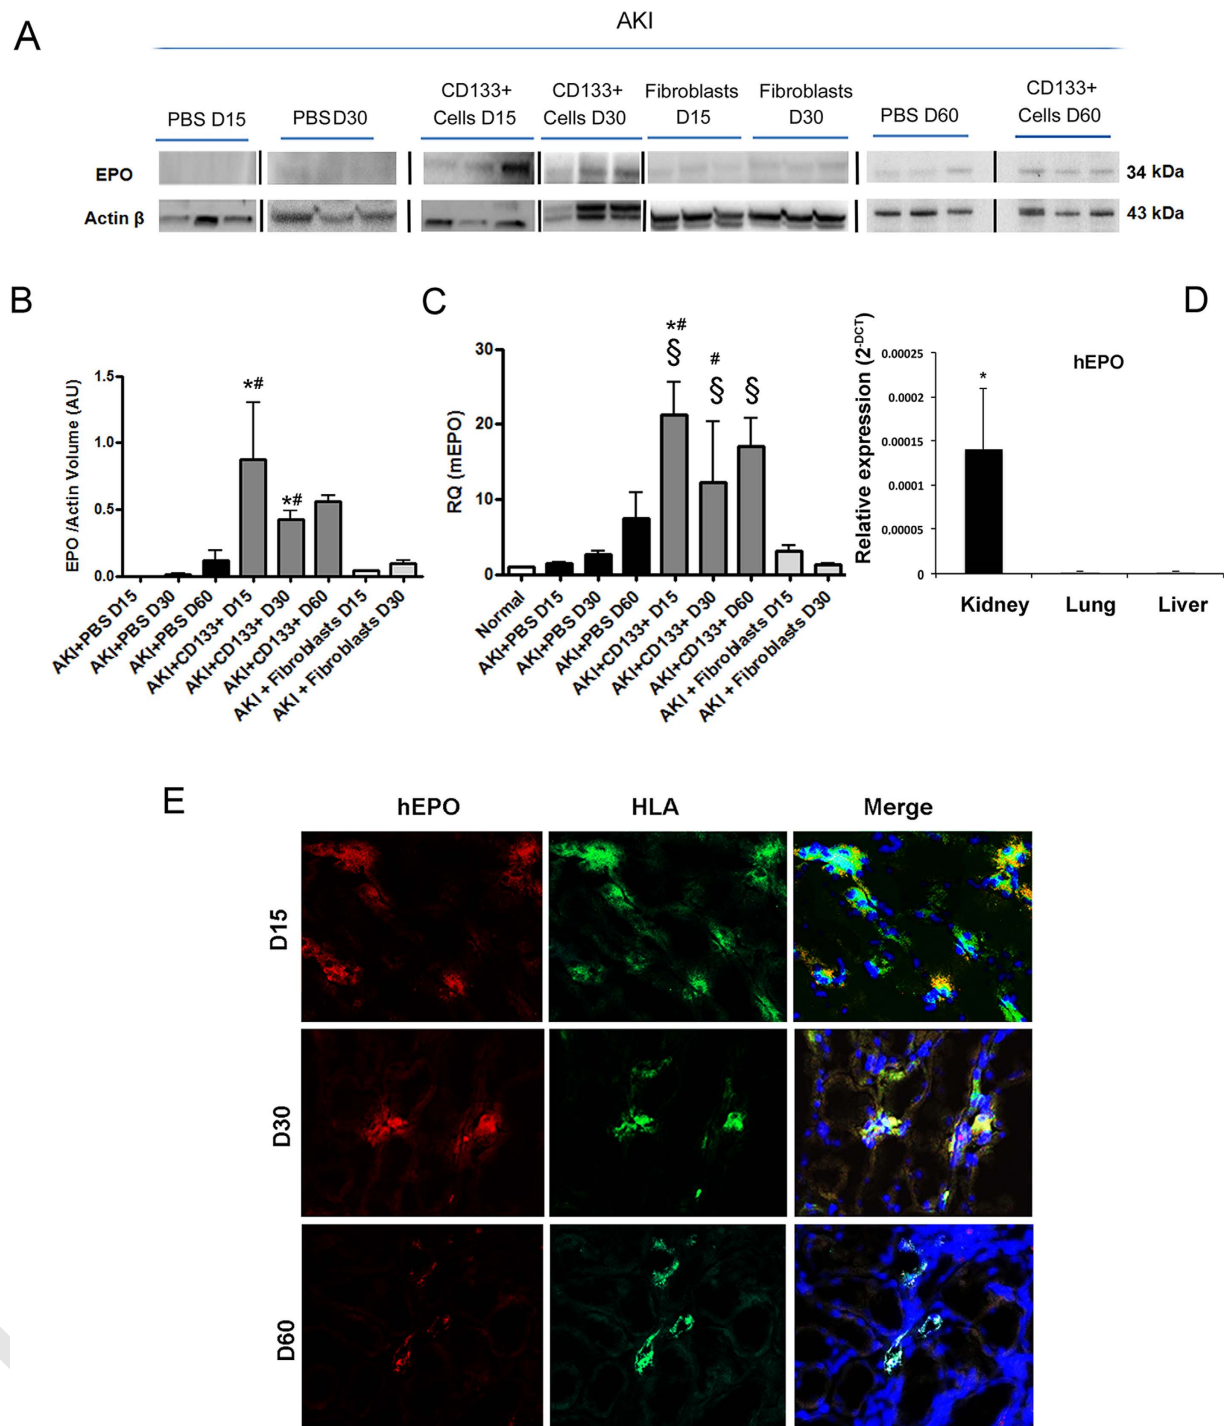 A
AKI
PBS D15
PBS D30
CD133+
Cells D15
CD133+
Cells D30
Fibroblasts
D15
Fibroblasts
D30
PBS D60
CD133+
Cells D60
EPO
34 kDa
Actin β
43 kDa
B
EPO /Actin Volume (AU)
1.5
1.0
0.5
0.0
*#
*#
AKI+PBS D15
AKI+PBS D30
AKI+PBS D60
AKI+CD133+ D15
AKI+CD133+ D30
AKI+CD133+ D60
AKI + Fibroblasts D15
AKI + Fibroblasts D30
C
RQ (mEPO)
30
20
10
0
*#
§
#
§
§
Normal
AKI+PBS D15
AKI+PBS D30
AKI+PBS D60
AKI+CD133+ D15
AKI+CD133+ D30
AKI+CD133+ D60
AKI + Fibroblasts D15
AKI + Fibroblasts D30
D
Relative expression (2-DCT)
hEPO
0.00025
0.0002
0.00015
0.0001
0.00005
0
*
Kidney Lung Liver
E
hEPO HLA Merge
D15
D30
D60